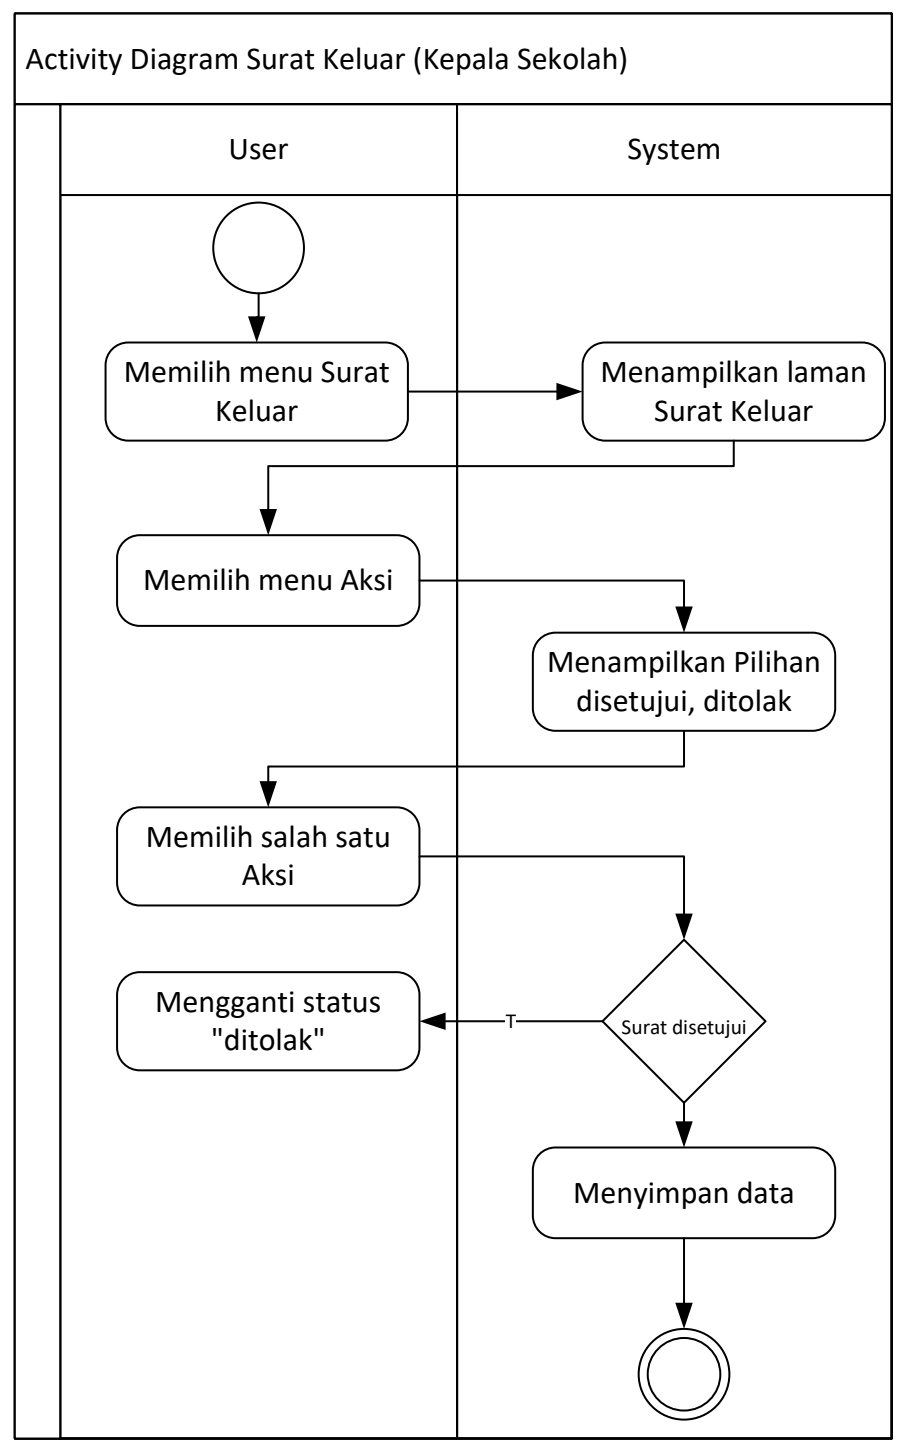 Activity Diagram Surat Keluar (Kepala Sekolah)
User
System
Memilih menu Surat
Keluar
Menampilkan laman
Surat Keluar
Memilih menu Aksi
Menampilkan Pilihan
disetujui, ditolak
Memilih salah satu
Aksi
Mengganti status
"ditolak"
T
Surat disetujui
Menyimpan data